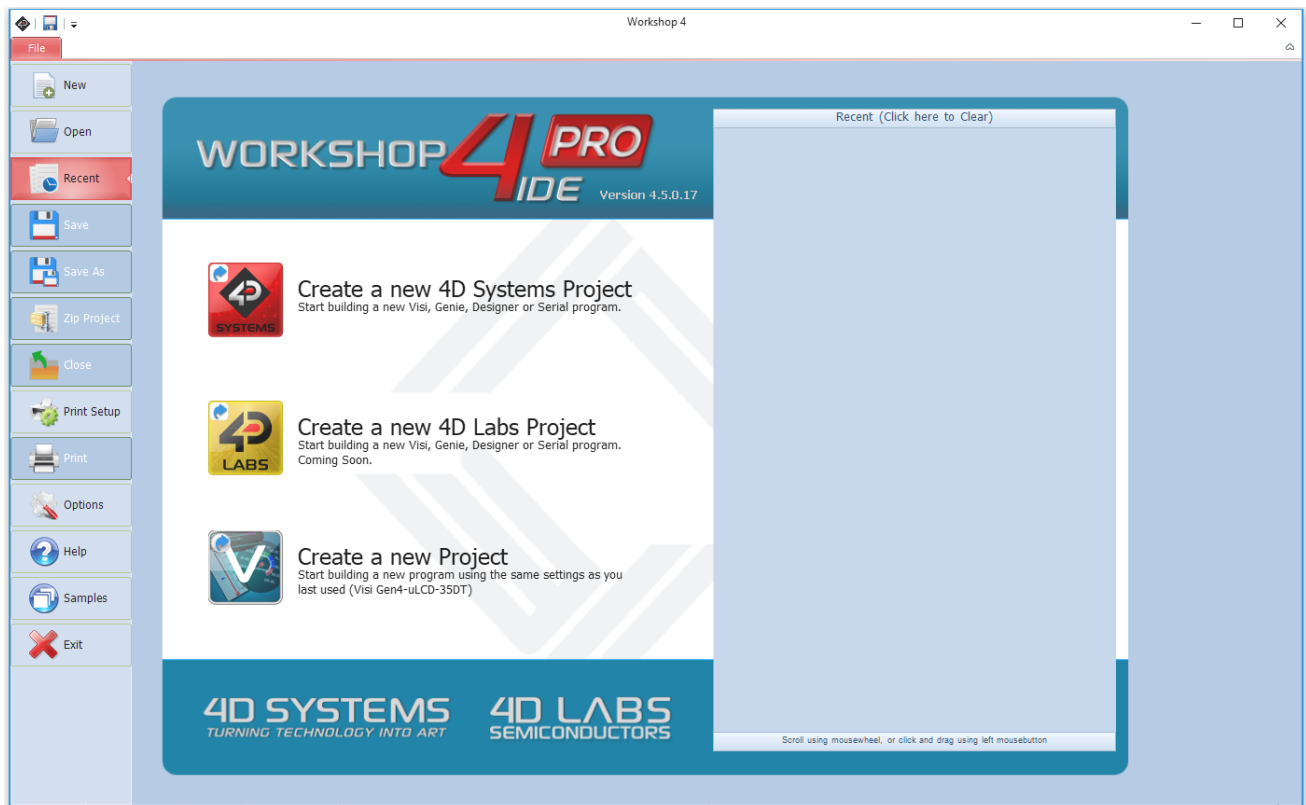 Workshop 4
File
New
Open
Recent
Save
Save As
Zip Project
Close
Print Setup
Print
Options
Help
Samples
Exit
WORKSHOP 4 PRO
IDE
Version 4.5.0.17
SYSTEMS
Create a new 4D Systems Project
Start building a new Visi, Genie, Designer or Serial program.
LABS
Create a new 4D Labs Project
Start building a new Visi, Genie, Designer or Serial program.
Coming Soon.
V
Create a new Project
Start building a new program using the same settings as you
last used (Visi Gen4-uLCD-35DT)
4D SYSTEMS
TURNING TECHNOLOGY INTO ART
4D LABS
SEMICONDUCTORS
Recent (Click here to Clear)
Scroll using mousewheel, or click and drag using left mousebutton